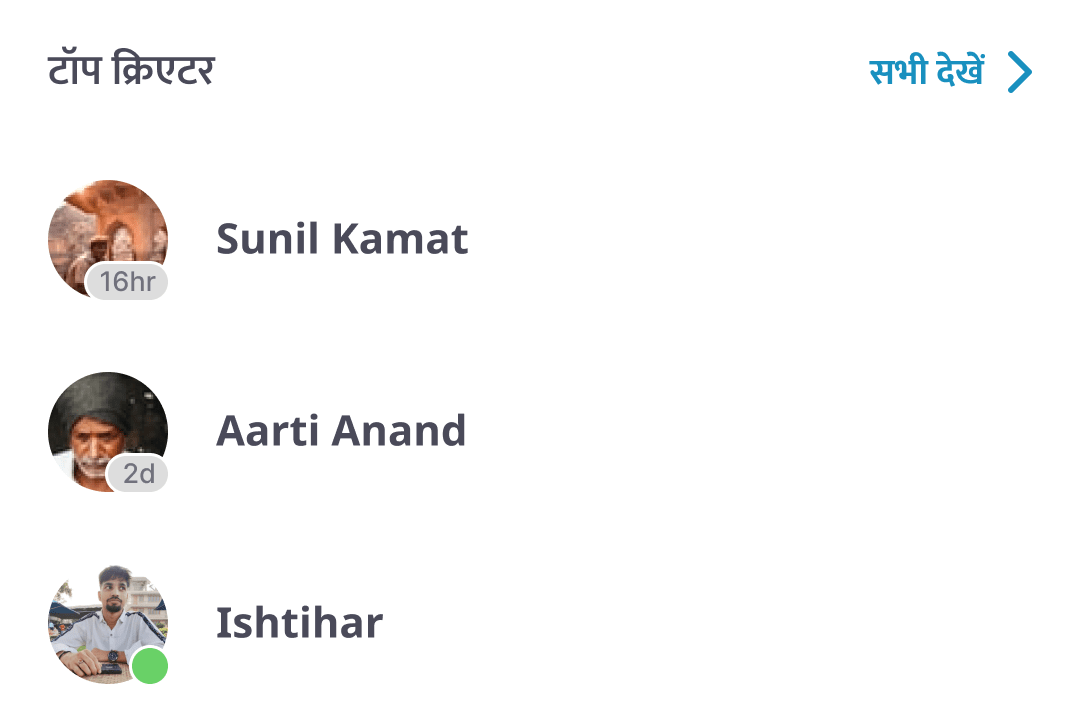 टॉप क्रिएटर सभी देखें
Sunil Kamat
16hr
Aarti Anand
2d
Ishtihar